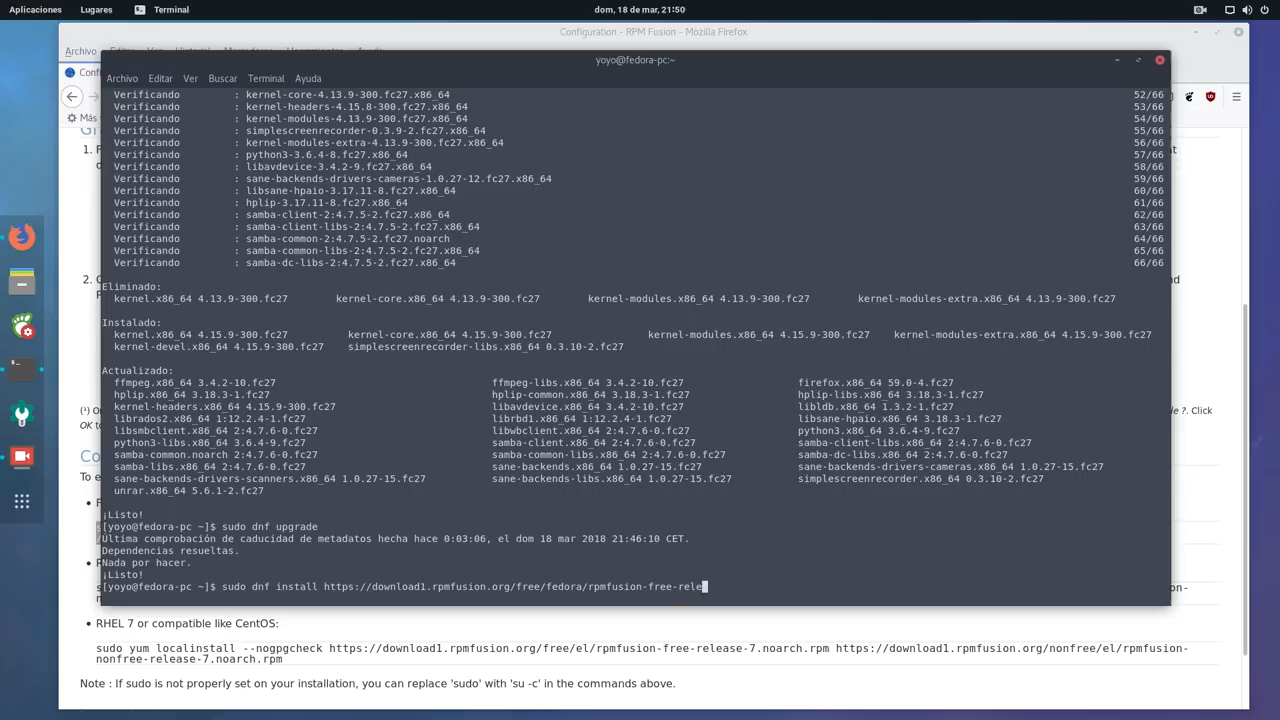 Aplicaciones Lugares Terminal dom, 18 de mar, 21:50
Configuration - RPM Fusion - Mozilla Firefox
Archivo Editar Ver Historial Marcadores Herramientas Ayuda
yoyo@fedora-pc:~
Archivo Editar Ver Buscar Terminal Ayuda
Verificando : kernel-core-4.13.9-300.fc27.x86_64 52/66
Verificando : kernel-headers-4.15.8-300.fc27.x86_64 53/66
Verificando : kernel-modules-4.13.9-300.fc27.x86_64 54/66
Verificando : simplescreenrecorder-0.3.9-2.fc27.x86_64 55/66
Verificando : kernel-modules-extra-4.13.9-300.fc27.x86_64 56/66
Verificando : python3-3.6.4-8.fc27.x86_64 57/66
Verificando : libavdevice-3.4.2-9.fc27.x86_64 58/66
Verificando : sane-backends-drivers-cameras-1.0.27-12.fc27.x86_64 59/66
Verificando : libsane-hpaio-3.17.11-8.fc27.x86_64 60/66
Verificando : hplip-3.17.11-8.fc27.x86_64 61/66
Verificando : samba-client-2:4.7.5-2.fc27.x86_64 62/66
Verificando : samba-client-libs-2:4.7.5-2.fc27.x86_64 63/66
Verificando : samba-common-2:4.7.5-2.fc27.noarch 64/66
Verificando : samba-common-libs-2:4.7.5-2.fc27.x86_64 65/66
Verificando : samba-dc-libs-2:4.7.5-2.fc27.x86_64 66/66
Eliminado:
kernel.x86_64 4.13.9-300.fc27 kernel-core.x86_64 4.13.9-300.fc27 kernel-modules.x86_64 4.13.9-300.fc27 kernel-modules-extra.x86_64 4.13.9-300.fc27
Instalado:
kernel.x86_64 4.15.9-300.fc27 kernel-core.x86_64 4.15.9-300.fc27 kernel-modules.x86_64 4.15.9-300.fc27 kernel-modules-extra.x86_64 4.15.9-300.fc27
kernel-devel.x86_64 4.15.9-300.fc27 simplescreenrecorder-libs.x86_64 0.3.10-2.fc27
Actualizado:
ffmpeg.x86_64 3.4.2-10.fc27 ffmpeg-libs.x86_64 3.4.2-10.fc27 firefox.x86_64 59.0-4.fc27
hplip.x86_64 3.18.3-1.fc27 hplip-common.x86_64 3.18.3-1.fc27 hplip-libs.x86_64 3.18.3-1.fc27
kernel-headers.x86_64 4.15.9-300.fc27 libavdevice.x86_64 3.4.2-10.fc27 libldb.x86_64 1.3.2-1.fc27
librados2.x86_64 1:12.2.4-1.fc27 librbd1.x86_64 1:12.2.4-1.fc27 libsane-hpaio.x86_64 3.18.3-1.fc27
libsmbclient.x86_64 2:4.7.6-0.fc27 libwbclient.x86_64 2:4.7.6-0.fc27 python3.x86_64 3.6.4-9.fc27
python3-libs.x86_64 3.6.4-9.fc27 samba-client.x86_64 2:4.7.6-0.fc27 samba-client-libs.x86_64 2:4.7.6-0.fc27
samba-common.noarch 2:4.7.6-0.fc27 samba-common-libs.x86_64 2:4.7.6-0.fc27 samba-dc-libs.x86_64 2:4.7.6-0.fc27
samba-libs.x86_64 2:4.7.6-0.fc27 sane-backends.x86_64 1.0.27-15.fc27 sane-backends-drivers-cameras.x86_64 1.0.27-15.fc27
sane-backends-drivers-scanners.x86_64 1.0.27-15.fc27 sane-backends-libs.x86_64 1.0.27-15.fc27 simplescreenrecorder.x86_64 0.3.10-2.fc27
unrar.x86_64 5.6.1-2.fc27
¡Listo!
[yoyo@fedora-pc ~]$ sudo dnf upgrade
Última comprobación de caducidad de metadatos hecha hace 0:03:06, el dom 18 mar 2018 21:46:10 CET.
Dependencias resueltas.
Nada por hacer.
¡Listo!
[yoyo@fedora-pc ~]$ sudo dnf install https://download1.rpmfusion.org/free/fedora/rpmfusion-free-rele
• RHEL 7 or compatible like CentOS:
sudo yum localinstall --nogpgcheck https://download1.rpmfusion.org/free/el/rpmfusion-free-release-7.noarch.rpm https://download1.rpmfusion.org/nonfree/el/rpmfusion-
nonfree-release-7.noarch.rpm
Note : If sudo is not properly set on your installation, you can replace 'sudo' with 'su -c' in the commands above.